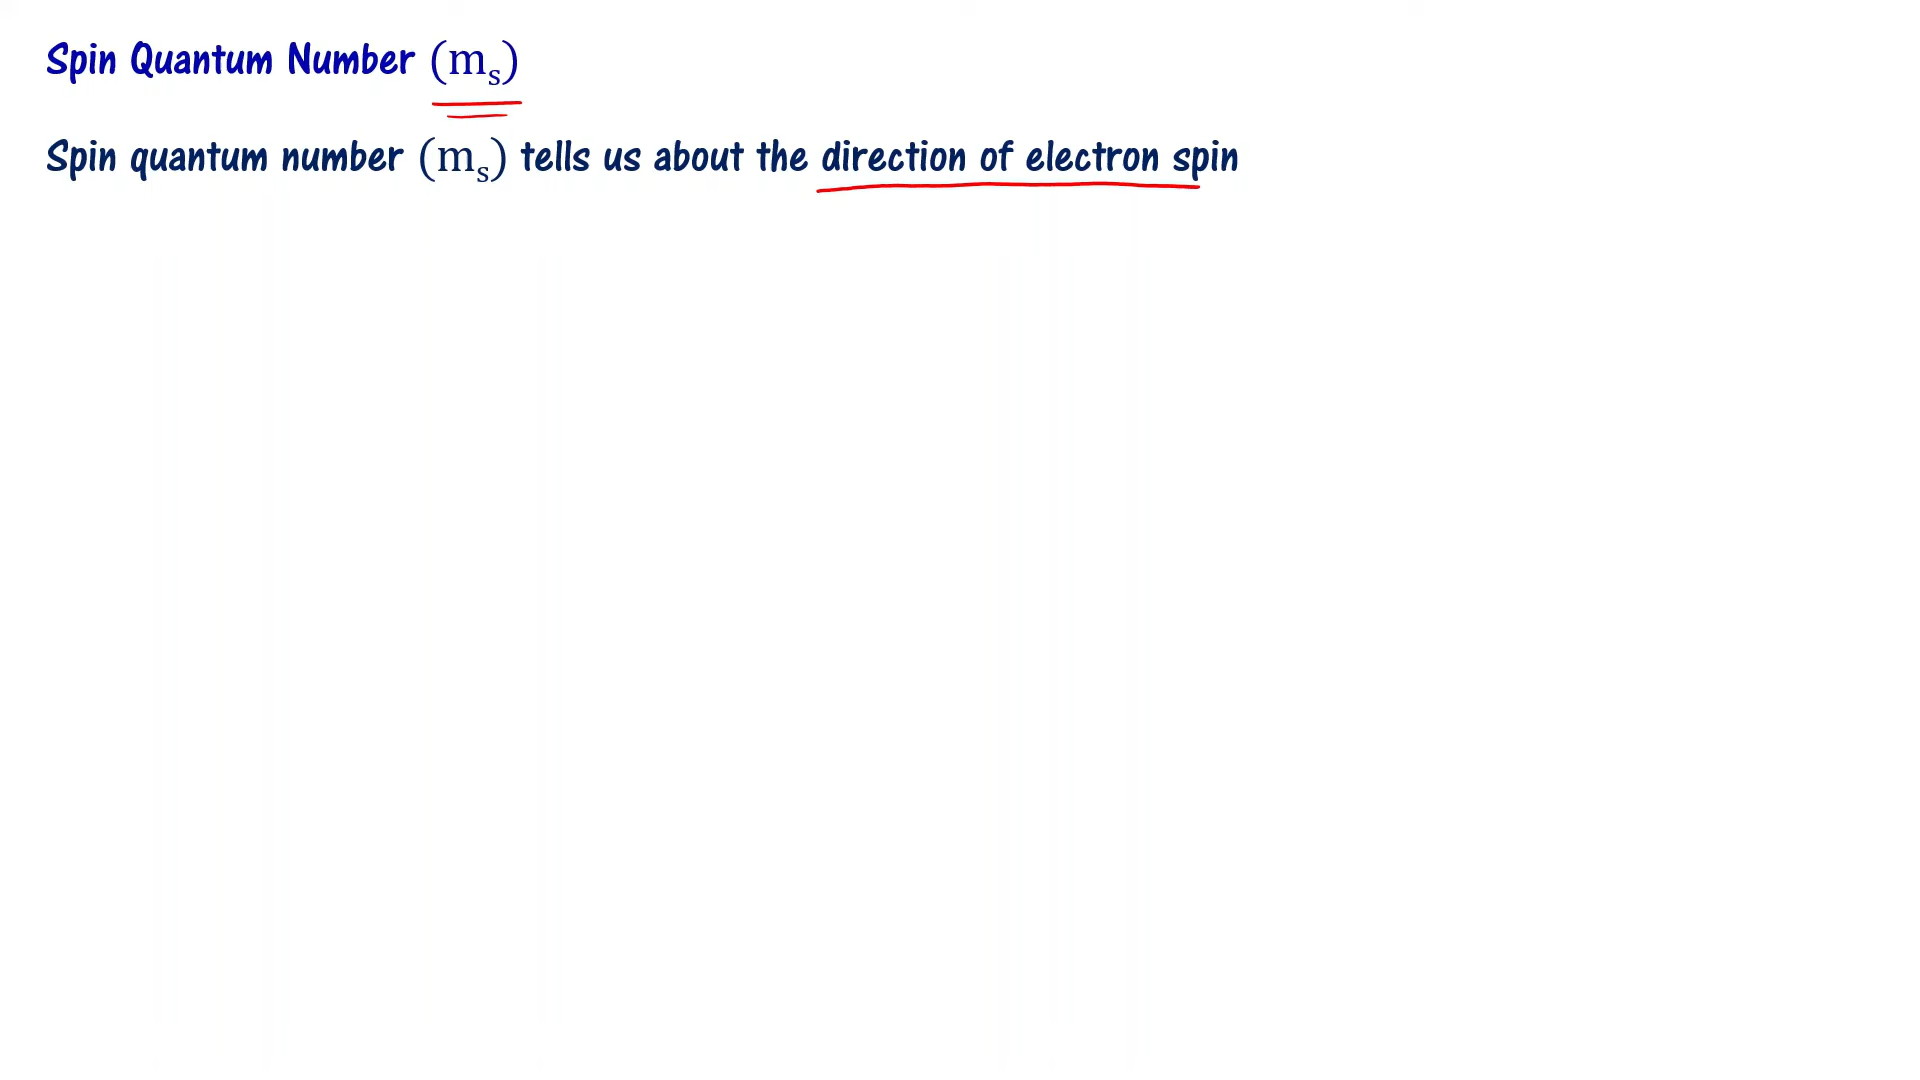 Spin Quantum Number (mₛ)
Spin quantum number (mₛ) tells us about the direction of electron spin